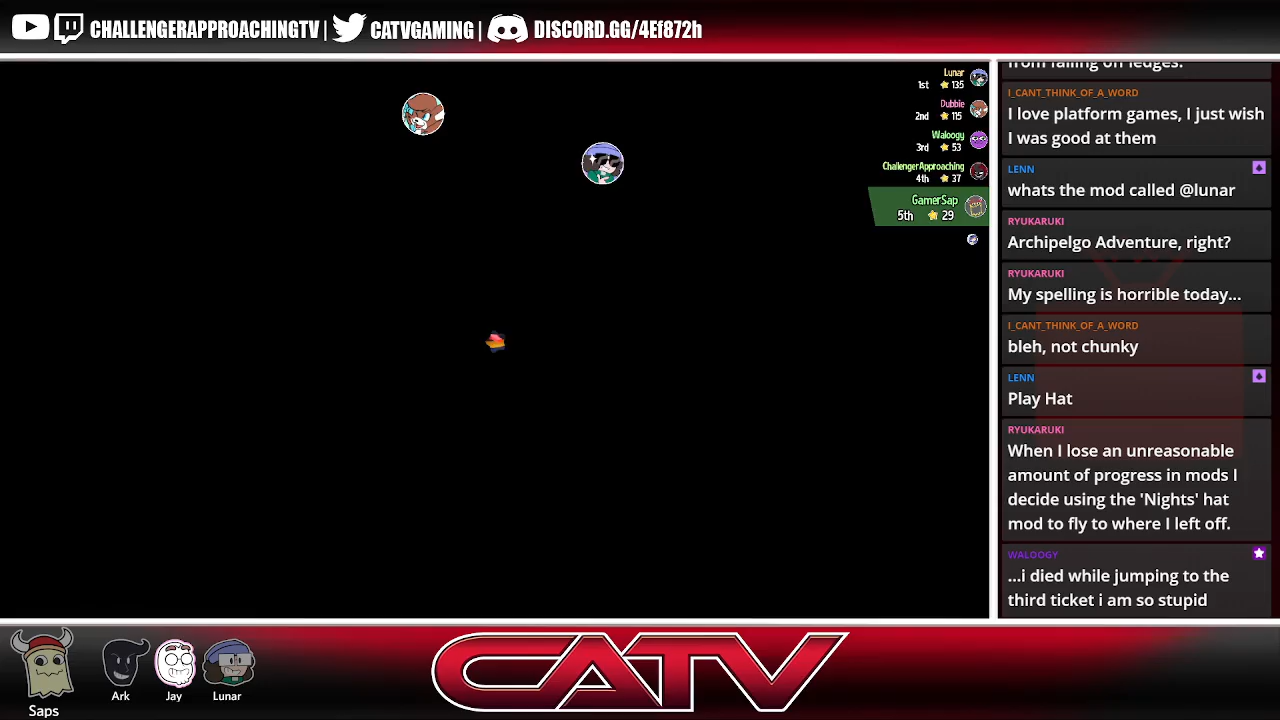 CHALLENGERAPPROACHINGTV | CATVGAMING | DISCORD.GG/4Ef872h
Lunar
1st 135
Dubbie
2nd 115
Waloogy
3rd 53
ChallengerApproaching
4th 37
GamerSap
5th 29
from falling on ledges.
I_CANT_THINK_OF_A_WORD
I love platform games, I just wish
I was good at them
LENN
whats the mod called @lunar
RYUKARUKI
Archipelgo Adventure, right?
RYUKARUKI
My spelling is horrible today...
I_CANT_THINK_OF_A_WORD
bleh, not chunky
LENN
Play Hat
RYUKARUKI
When I lose an unreasonable
amount of progress in mods I
decide using the 'Nights' hat
mod to fly to where I left off.
WALOOGY
...i died while jumping to the
third ticket i am so stupid
Saps
Ark
Jay
Lunar
CATV